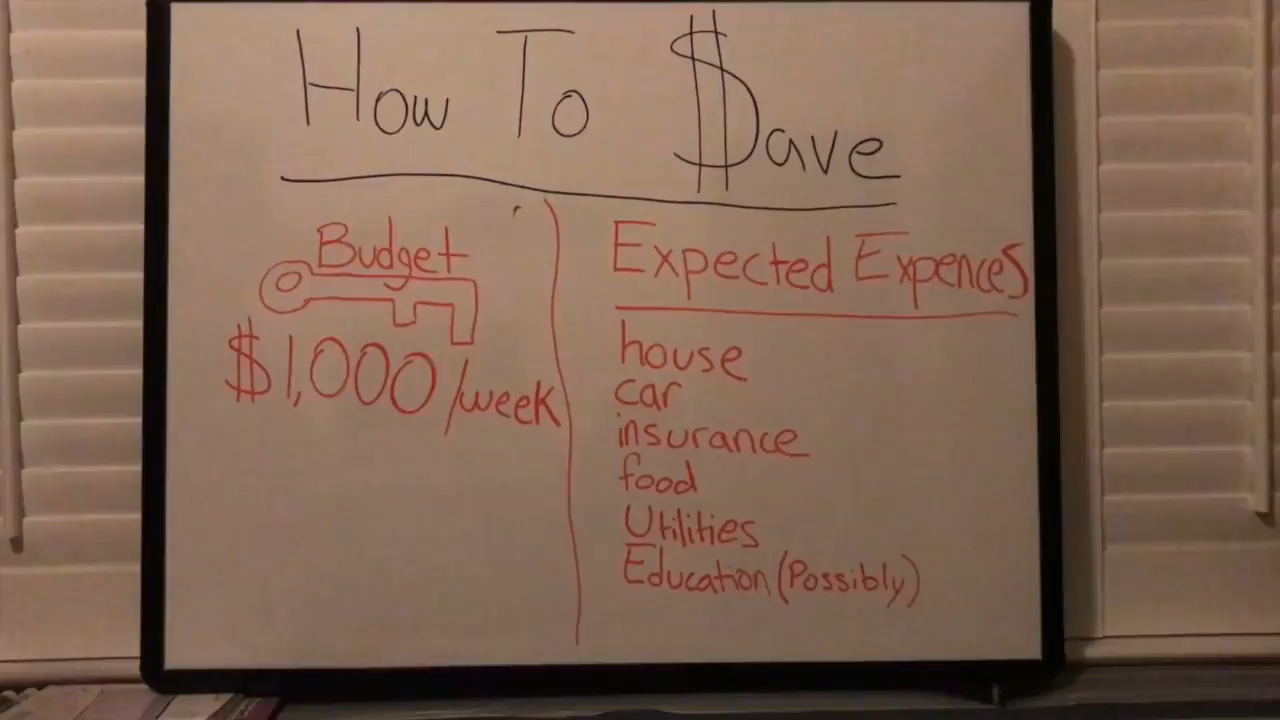 How To $ave
Budget
$1,000/week
Expected Expences
house
car
insurance
food
Utilities
Education (Possibly)